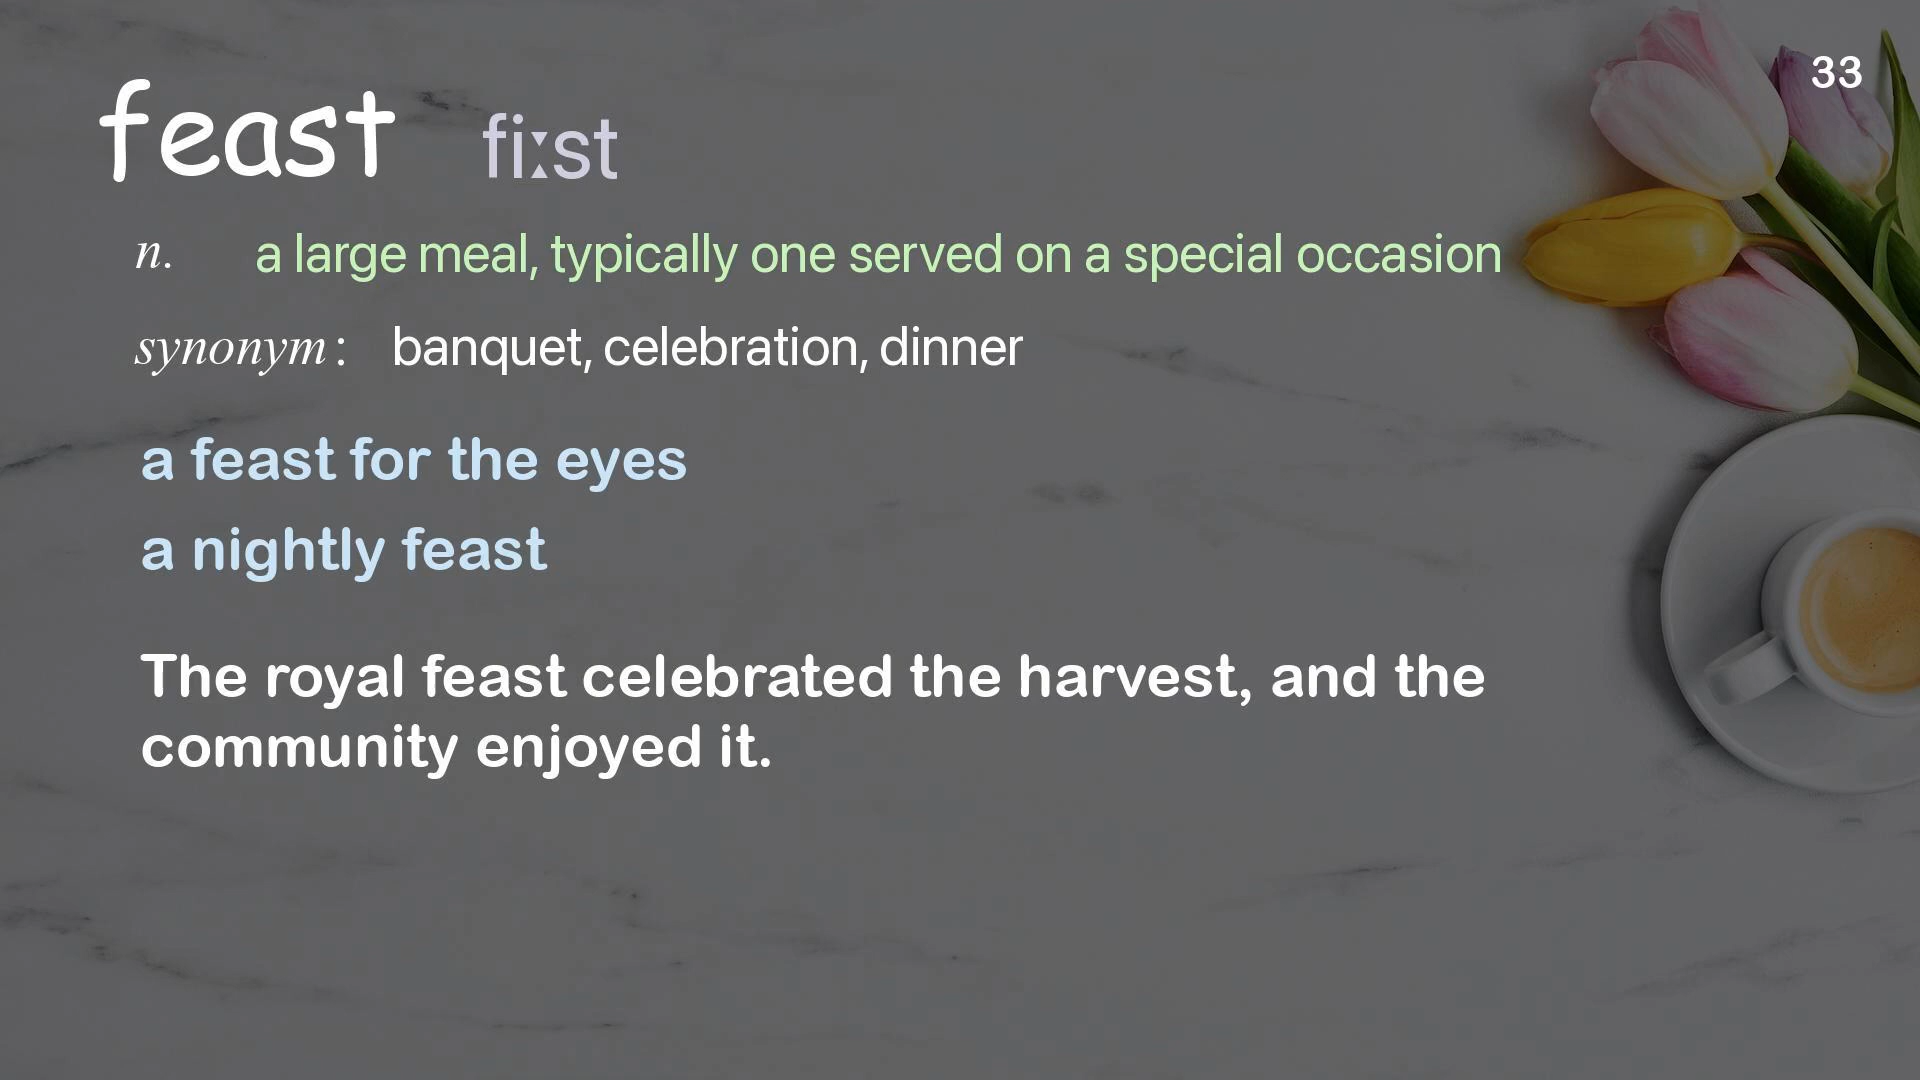 33
feast fiːst
n. a large meal, typically one served on a special occasion
synonym: banquet, celebration, dinner
a feast for the eyes
a nightly feast
The royal feast celebrated the harvest, and the
community enjoyed it.